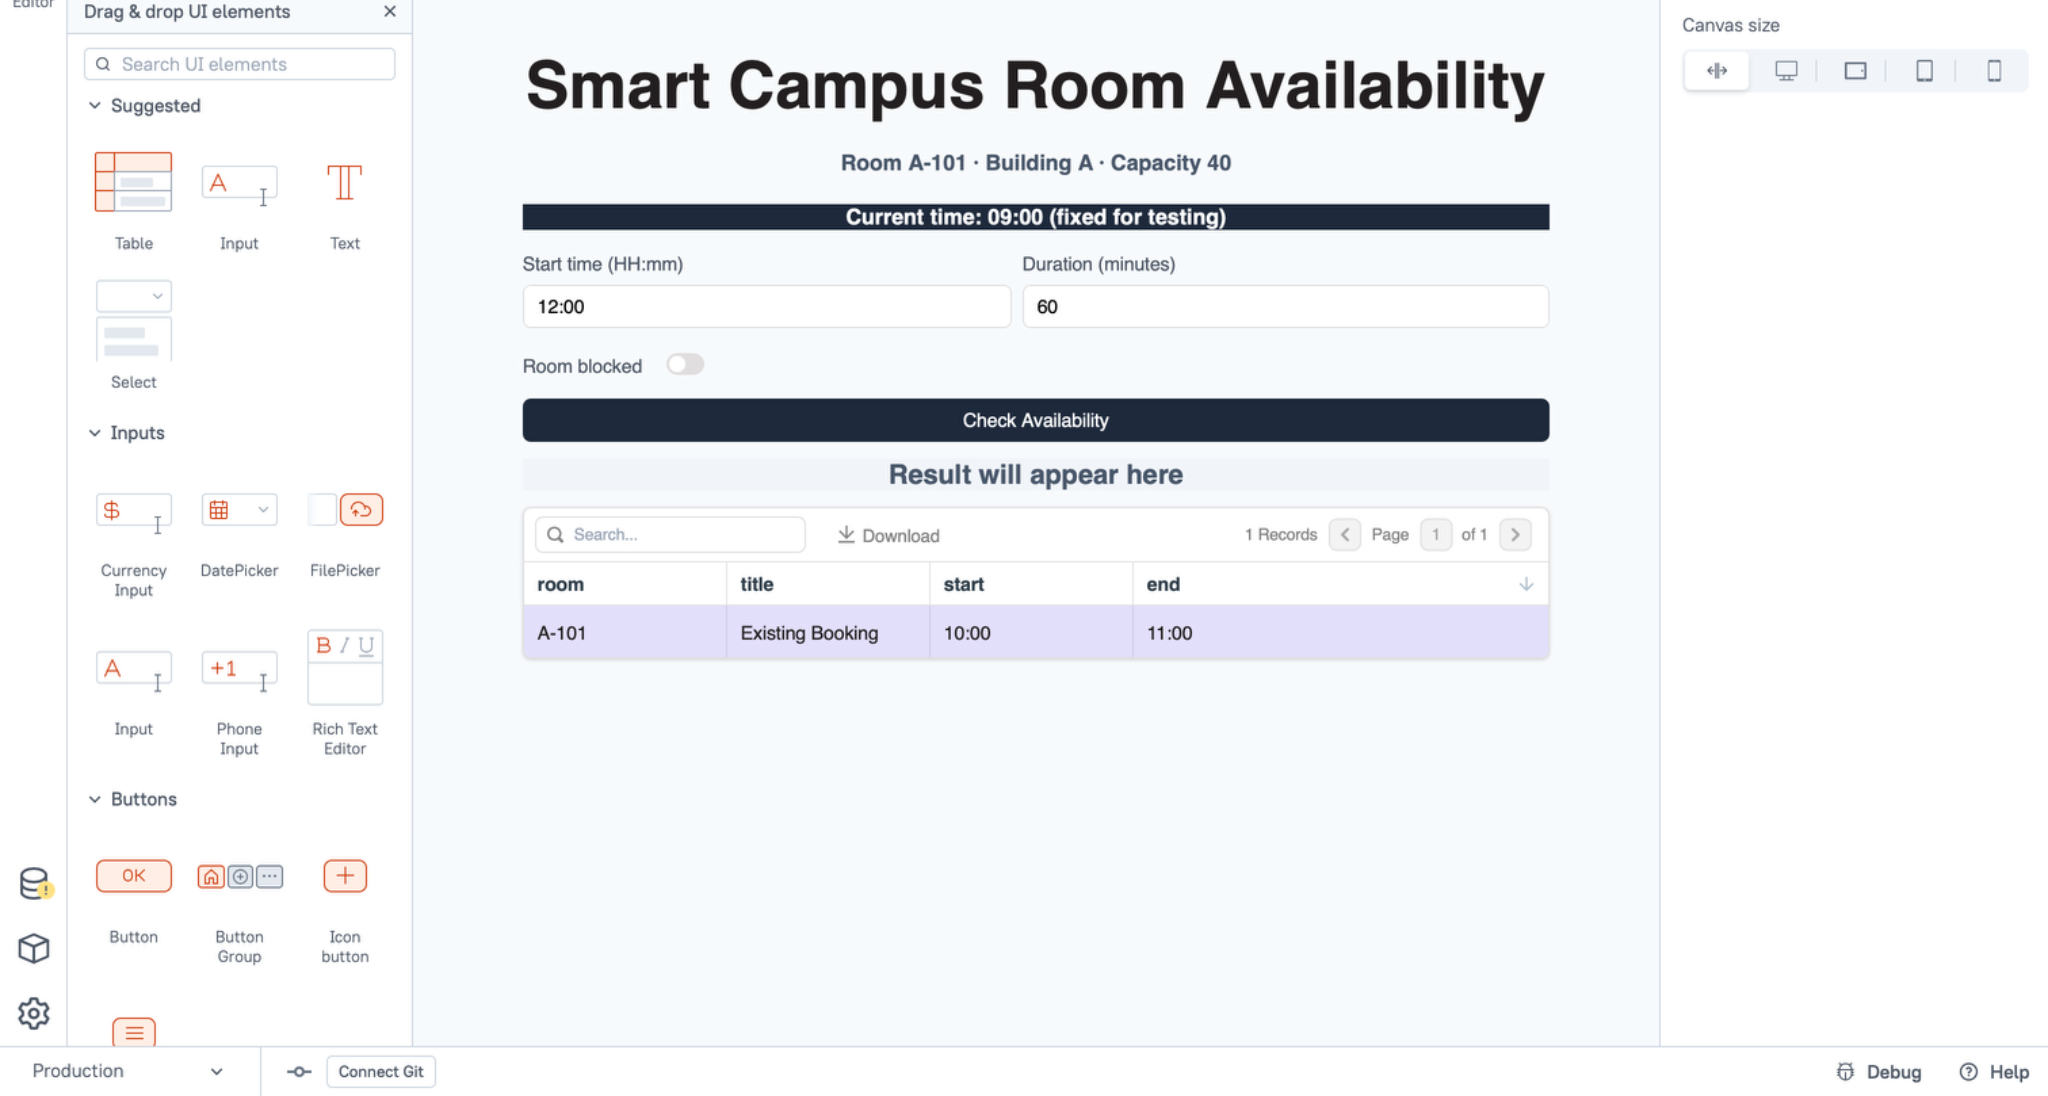 Editor
Drag & drop UI elements
Search UI elements
Suggested
Table
Input
Text
Select
Inputs
Currency
Input
DatePicker
FilePicker
Input
Phone
Input
Rich Text
Editor
Buttons
OK
Button
Button
Group
Icon
button
Smart Campus Room Availability
Room A-101 · Building A · Capacity 40
Current time: 09:00 (fixed for testing)
Start time (HH:mm)
Duration (minutes)
12:00
60
Room blocked
Check Availability
Result will appear here
Search...
Download
1 Records
Page
1
of 1
room
title
start
end
A-101
Existing Booking
10:00
11:00
Canvas size
Production
Connect Git
Debug
Help
A
T
$
A
+1
B I U